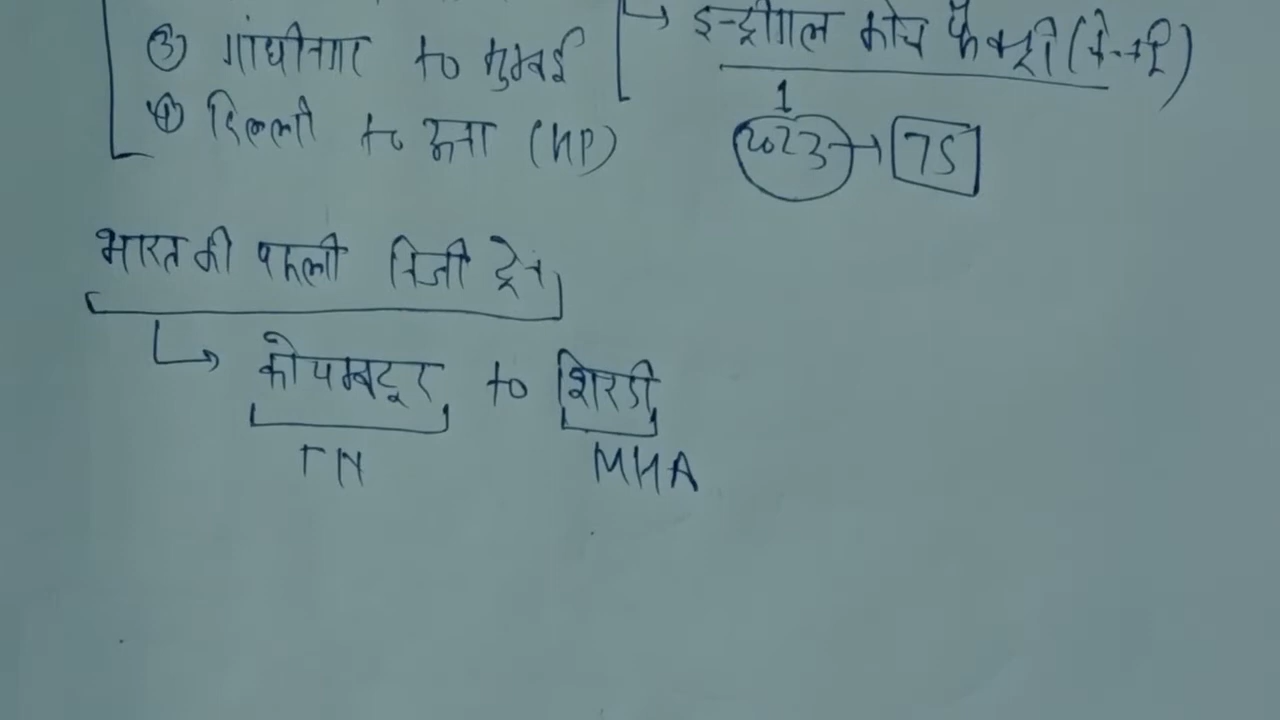 ③ गांधीनगर to मुम्बई
④ दिल्ली to ऊना (HP)
इन्ट्रीगल कोच फैक्ट्री (चेन्नई)
1
2023 → 75
भारत की पहली निजी ट्रेन
कोयम्बटूर to शिरडी
TN MHA